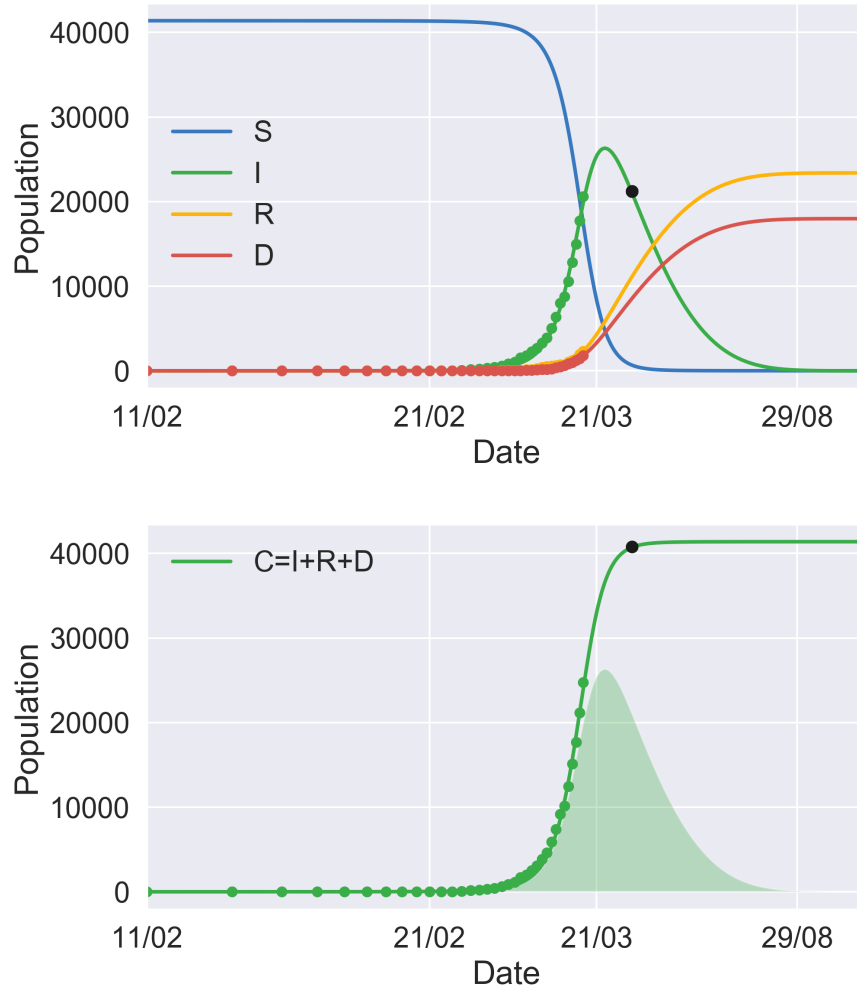 40000
30000
20000
10000
0
Population
S
I
R
D
11/02 21/02 21/03 29/08
Date
40000
30000
20000
10000
0
Population
C=I+R+D
11/02 21/02 21/03 29/08
Date